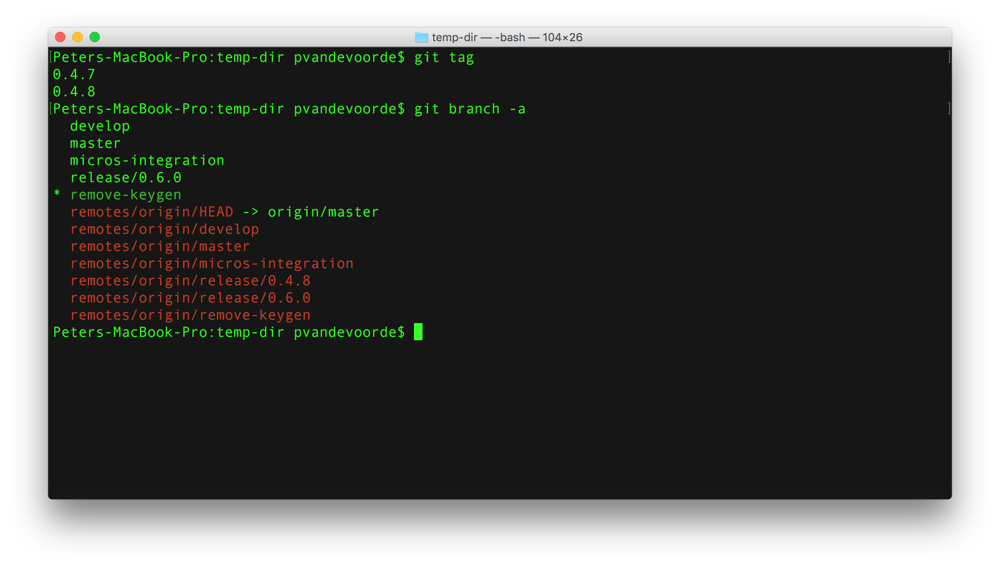 temp-dir — -bash — 104×26
[Peters-MacBook-Pro:temp-dir pvandevoorde$ git tag ]
0.4.7
0.4.8
[Peters-MacBook-Pro:temp-dir pvandevoorde$ git branch -a ]
  develop
  master
  micros-integration
  release/0.6.0
* remove-keygen
  remotes/origin/HEAD -> origin/master
  remotes/origin/develop
  remotes/origin/master
  remotes/origin/micros-integration
  remotes/origin/release/0.4.8
  remotes/origin/release/0.6.0
  remotes/origin/remove-keygen
Peters-MacBook-Pro:temp-dir pvandevoorde$